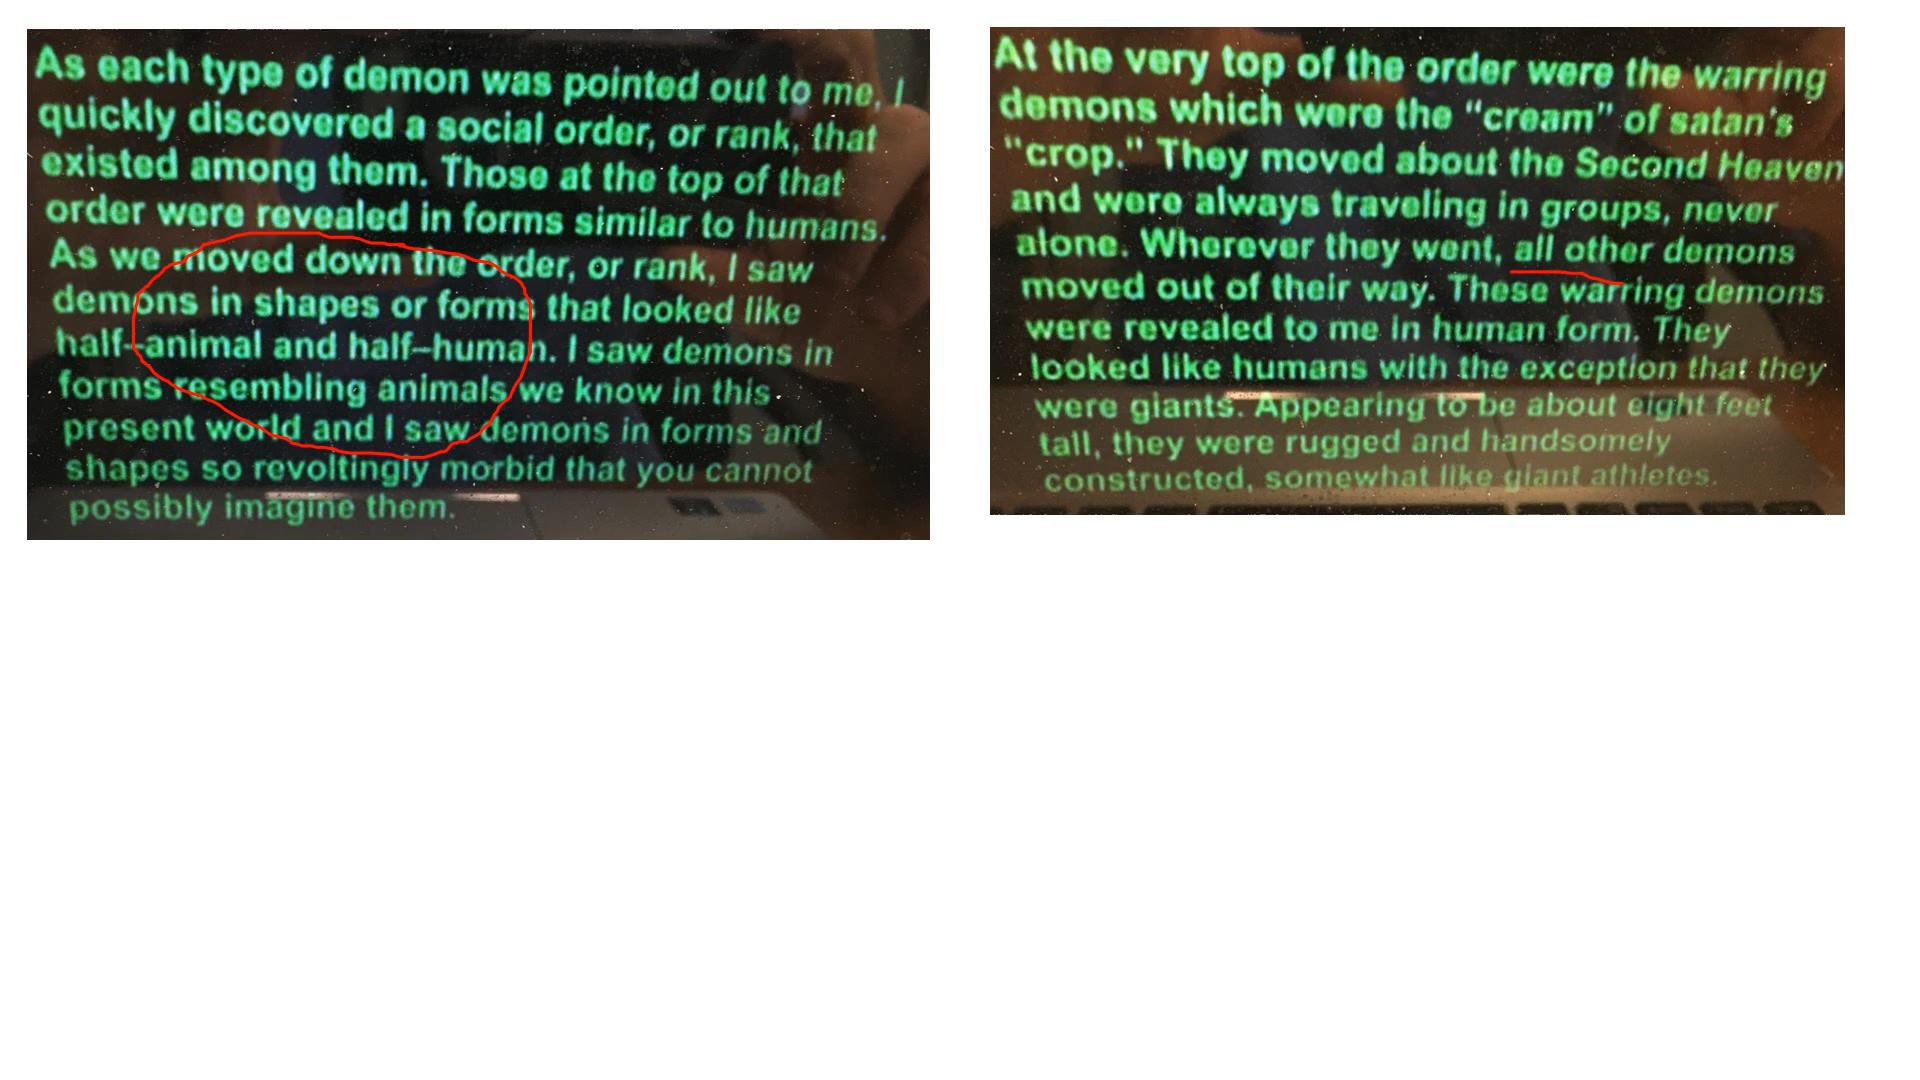 As each type of demon was pointed out to me, I
quickly discovered a social order, or rank, that
existed among them. Those at the top of that
order were revealed in forms similar to humans.
As we moved down the order, or rank, I saw
demons in shapes or forms that looked like
half-animal and half-human. I saw demons in
forms resembling animals we know in this
present world and I saw demons in forms and
shapes so revoltingly morbid that you cannot
possibly imagine them.
At the very top of the order were the warring
demons which were the "cream" of satan's
"crop." They moved about the Second Heaven
and were always traveling in groups, never
alone. Wherever they went, all other demons
moved out of their way. These warring demons
were revealed to me in human form. They
looked like humans with the exception that they
were giants. Appearing to be about eight feet
tall, they were rugged and handsomely
constructed, somewhat like giant athletes.